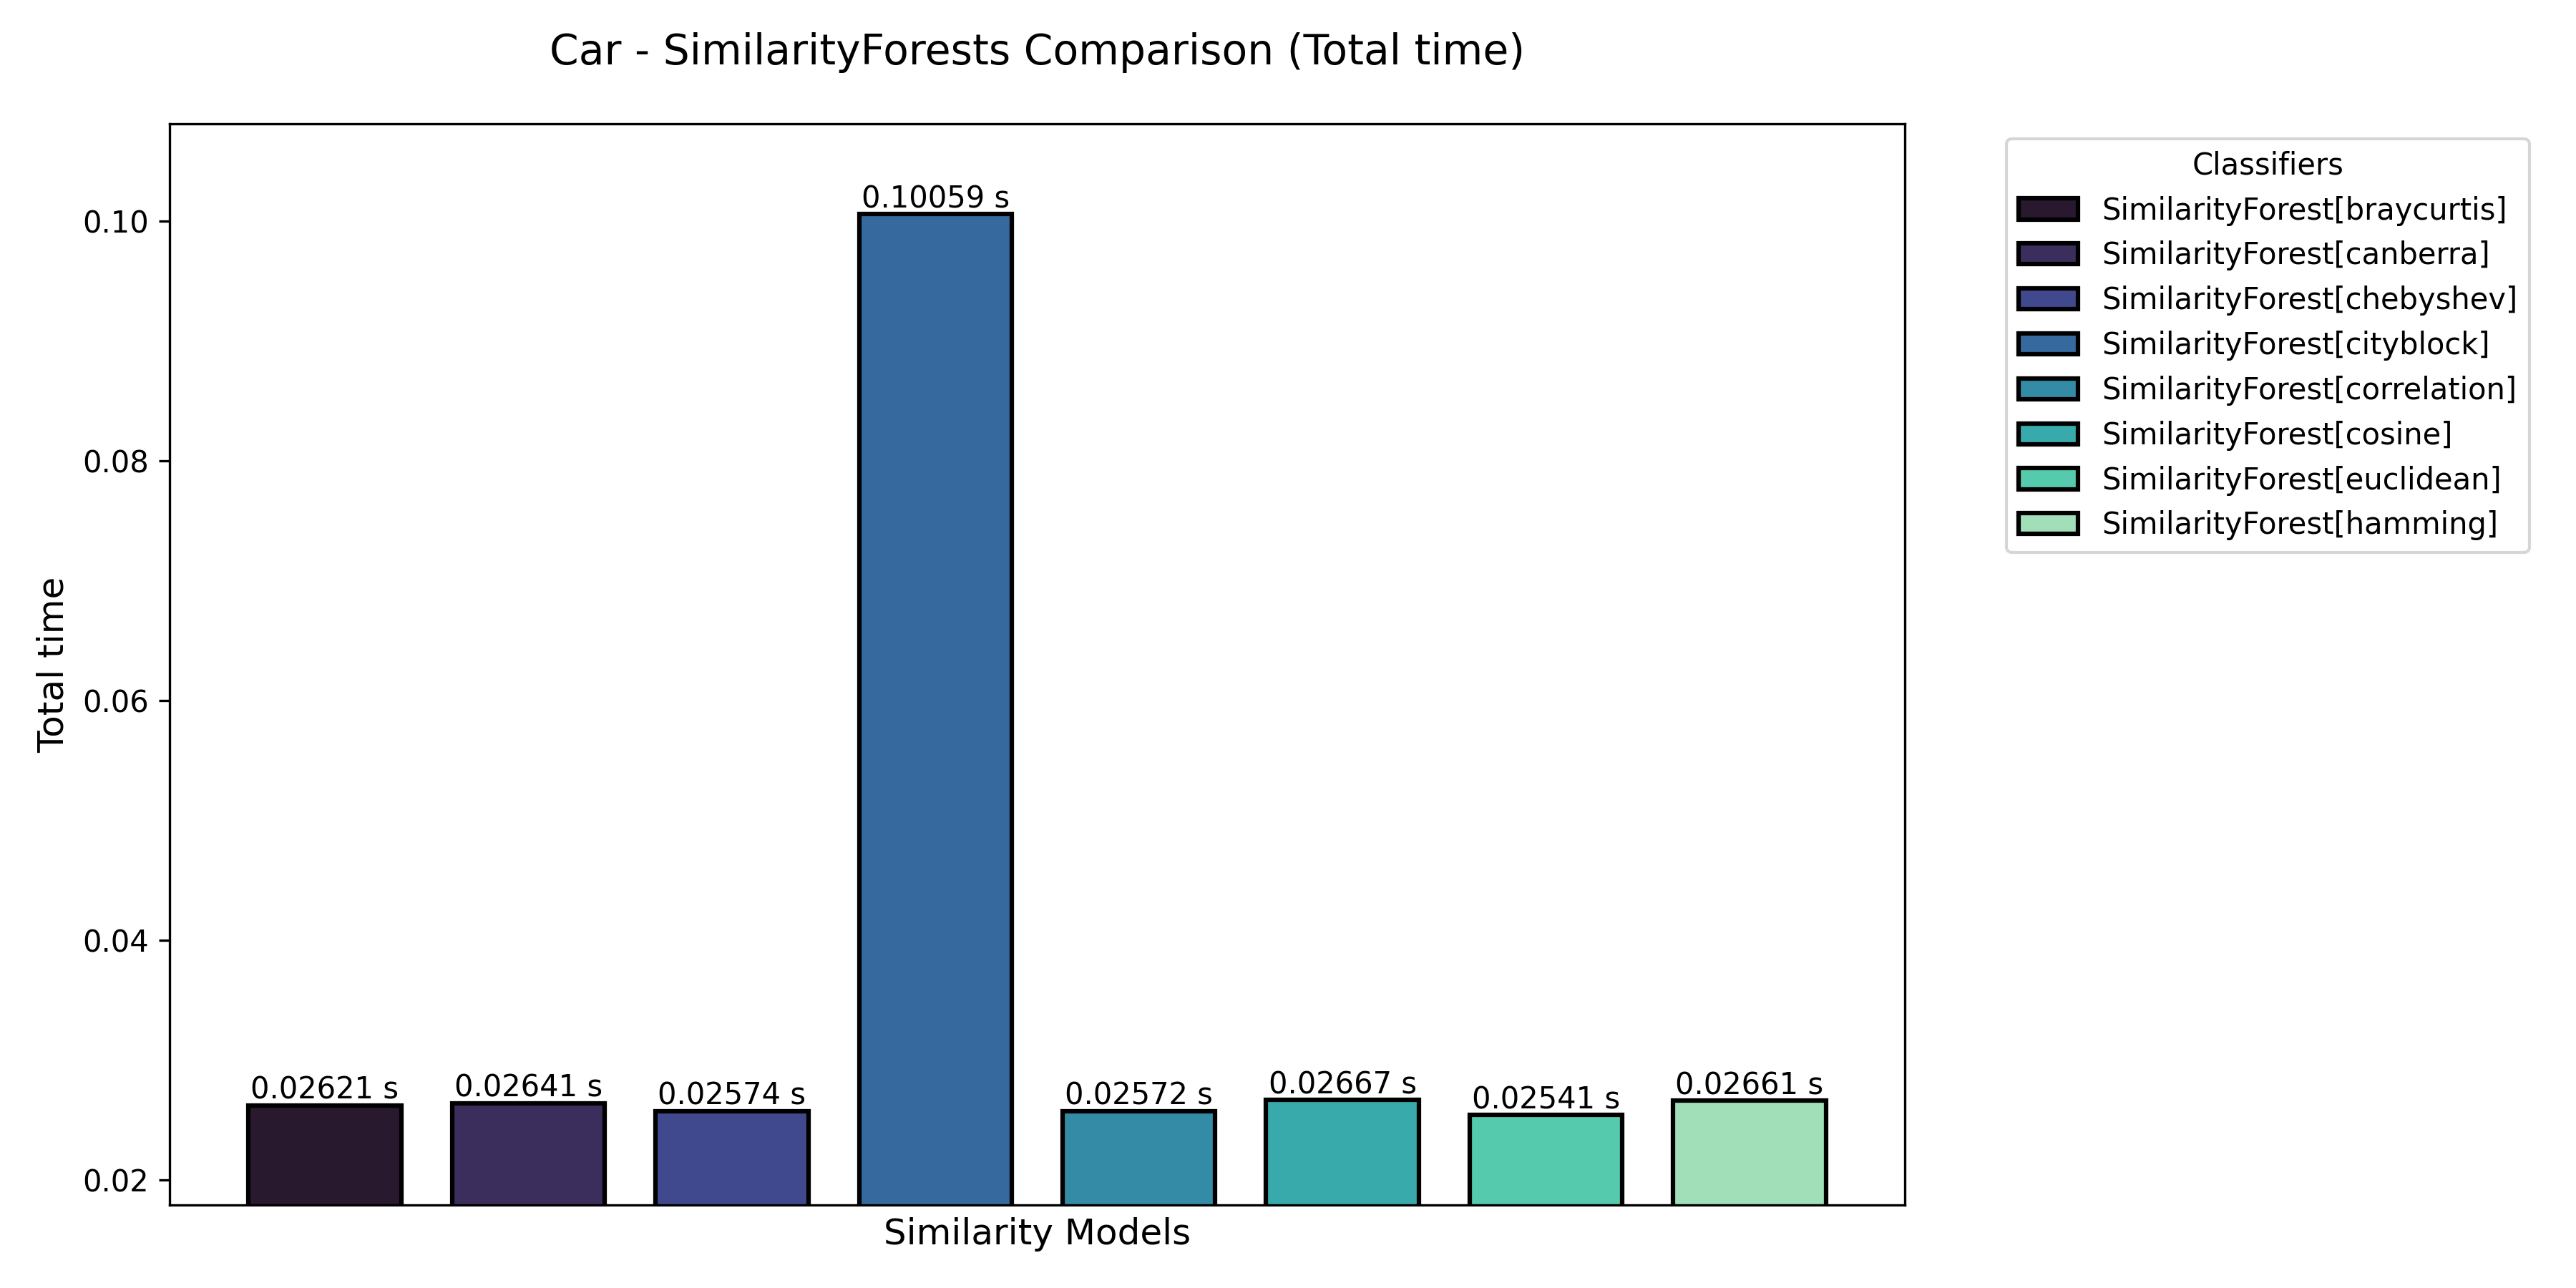 Car - SimilarityForests Comparison (Total time)
Total time
0.10
0.08
0.06
0.04
0.02
0.02621 s
0.02641 s
0.02574 s
0.10059 s
0.02572 s
0.02667 s
0.02541 s
0.02661 s
Similarity Models
Classifiers
SimilarityForest[braycurtis]
SimilarityForest[canberra]
SimilarityForest[chebyshev]
SimilarityForest[cityblock]
SimilarityForest[correlation]
SimilarityForest[cosine]
SimilarityForest[euclidean]
SimilarityForest[hamming]